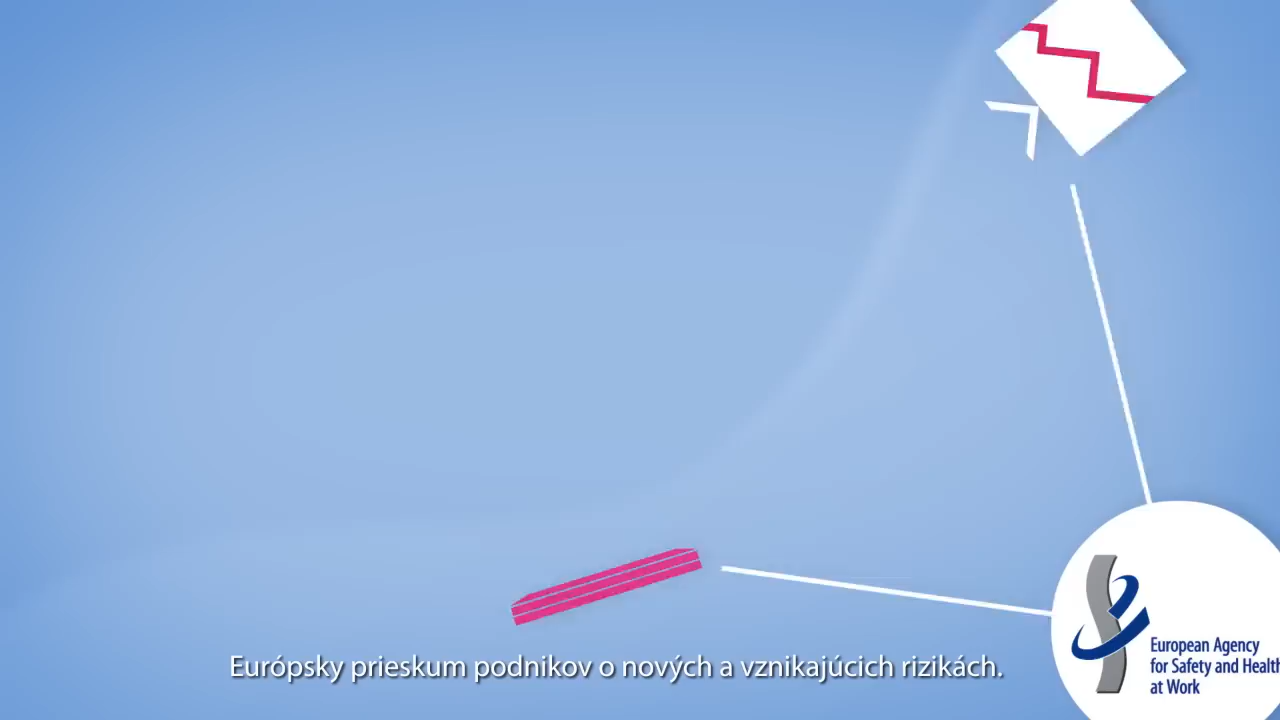 Európsky prieskum podnikov o nových a vznikajúcich rizikách.
European Agency
for Safety and Health
at Work